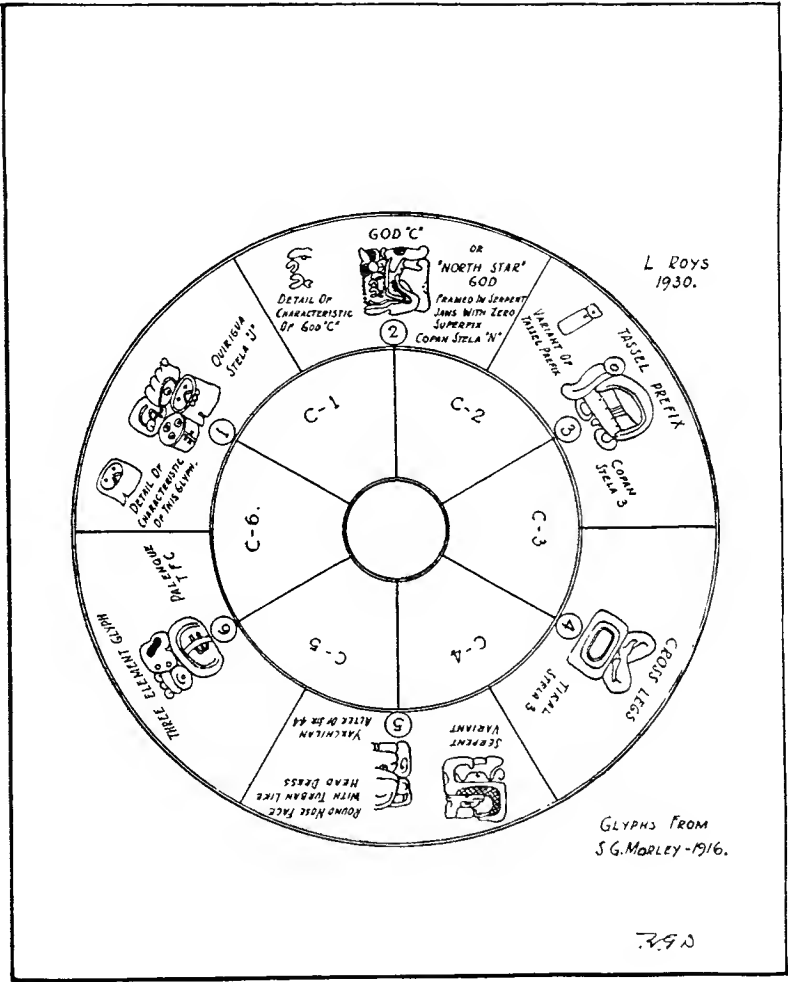 GOD "C"
OR
"NORTH STAR"
GOD
FRAMED IN SERPENT
JAWS WITH ZERO
SUPERFIX
COPAN STELA "N"
DETAIL OF
CHARACTERISTIC
OF GOD "C"
2
L ROYS
1930.
TASSEL PREFIX
VARIANT OF
TASSEL PREFIX
COPAN
STELA 3
3
CROSS LEGS
TIKAL
STELA 3
4
SERPENT
VARIANT
5
YAXCHILAN
ALTER OF STR 44
ROUND NOSE FACE
WITH TURBAN LIKE
HEAD DRESS
PALENQUE
T F C
THREE ELEMENT GLYPH
6
QUIRIGUA
STELA "J"
1
DETAIL OF
CHARACTERISTIC
OF THIS GLYPH.
C-1
C-2
C-3
C-4
C-5
C-6.
GLYPHS FROM
S G. MORLEY-1916.